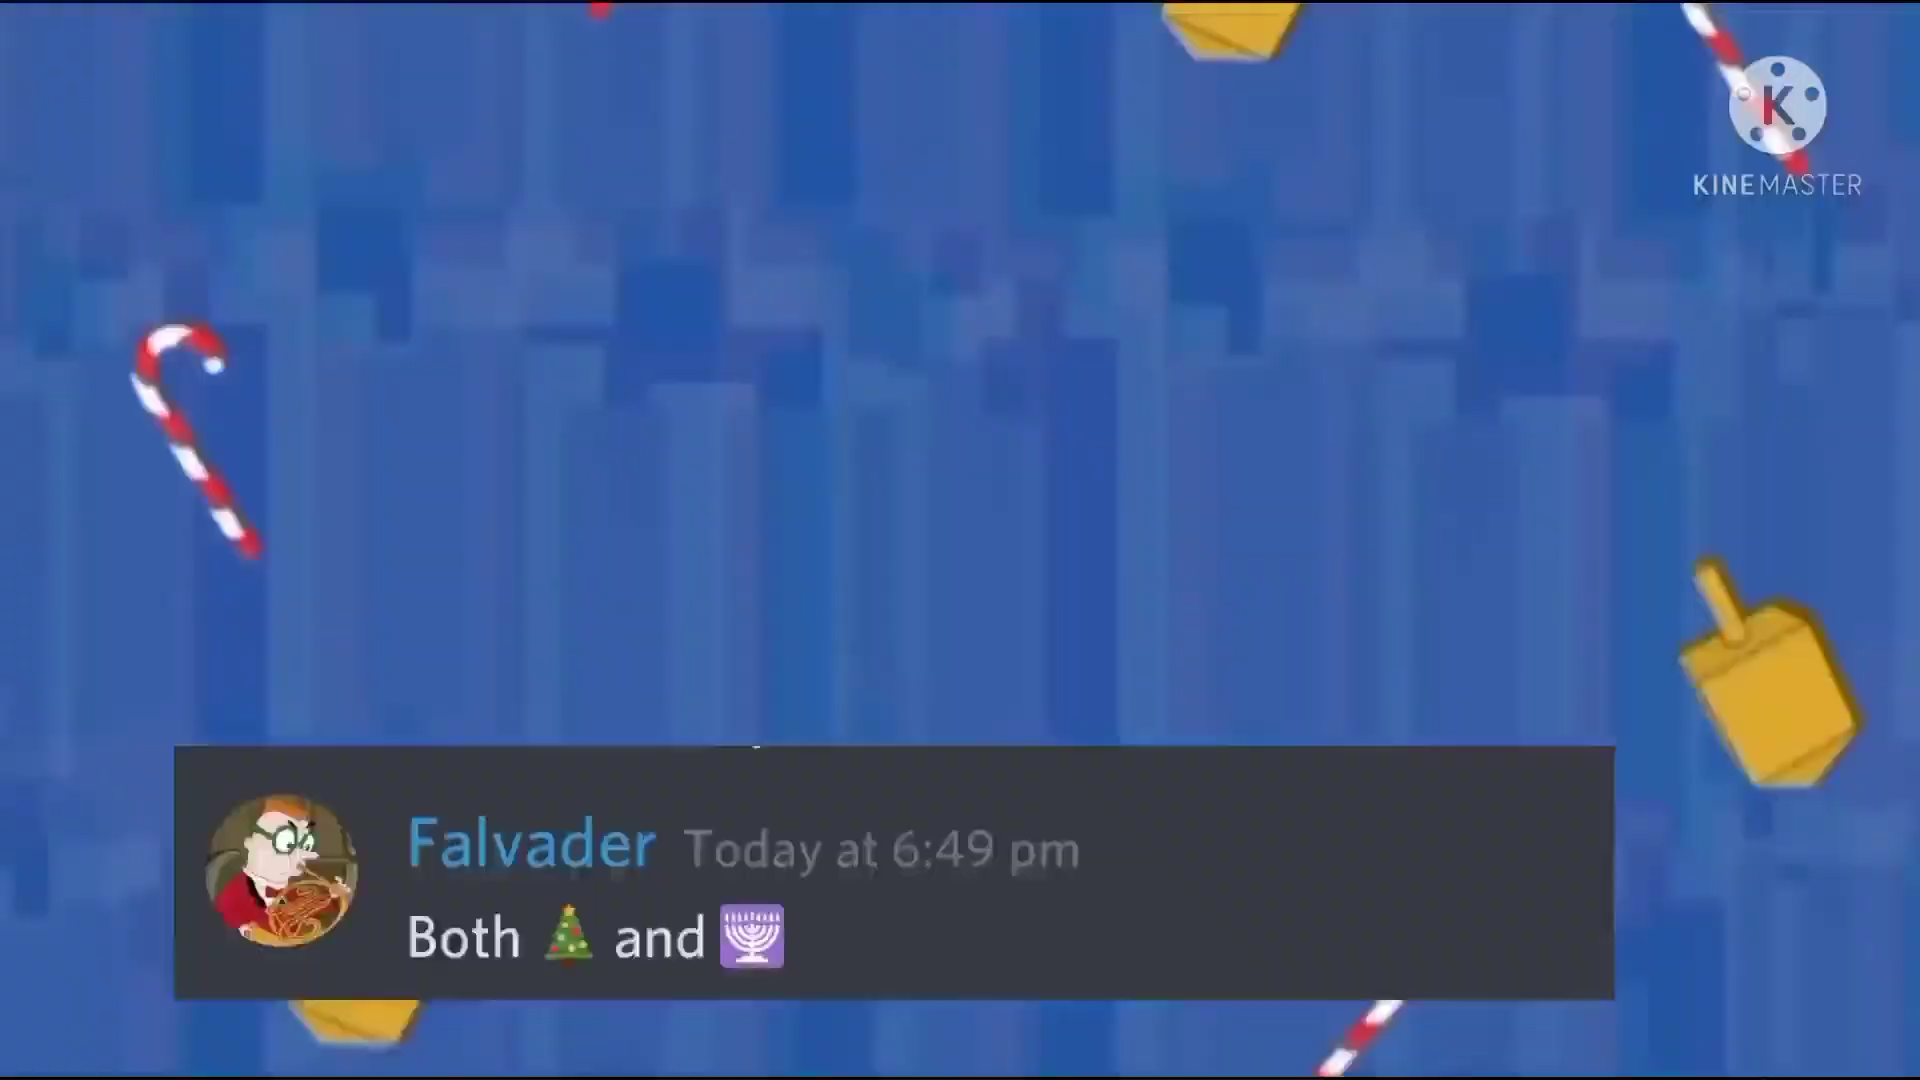 K
KINEMASTER
Falvader Today at 6:49 pm
Both 🎄 and 🕎